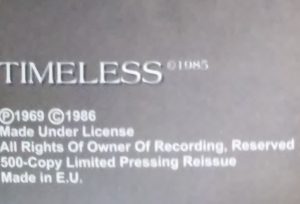 TIMELESS ©1985
℗1969 ©1986
Made Under License
All Rights Of Owner Of Recording, Reserved
500-Copy Limited Pressing Reissue
Made in E.U.